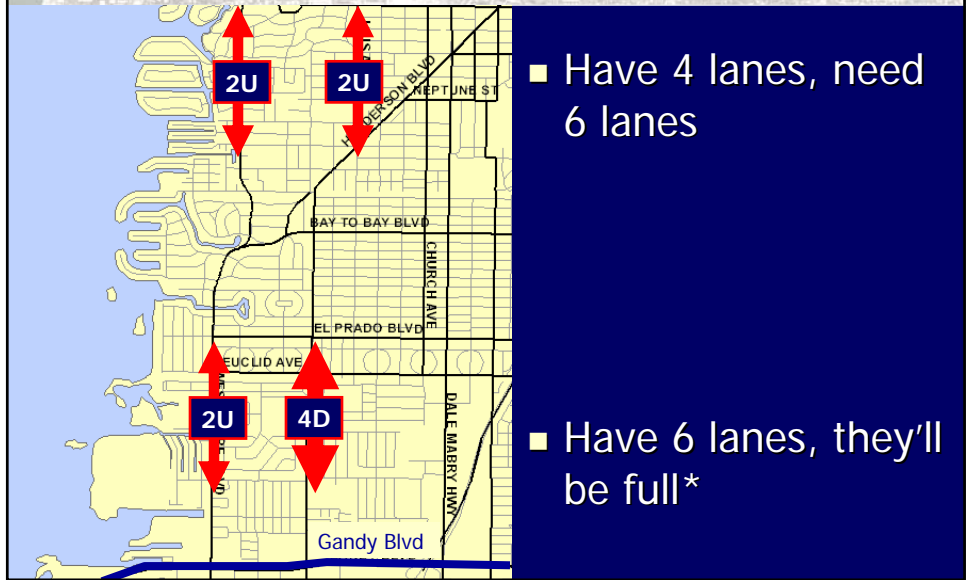 2U
2U
HENDERSON BLVD
NEPTUNE ST
BAY TO BAY BLVD
CHURCH AVE
EL PRADO BLVD
EUCLID AVE
2U
4D
DALE MABRY HWY
Gandy Blvd
■ Have 4 lanes, need
6 lanes
■ Have 6 lanes, they'll
be full*